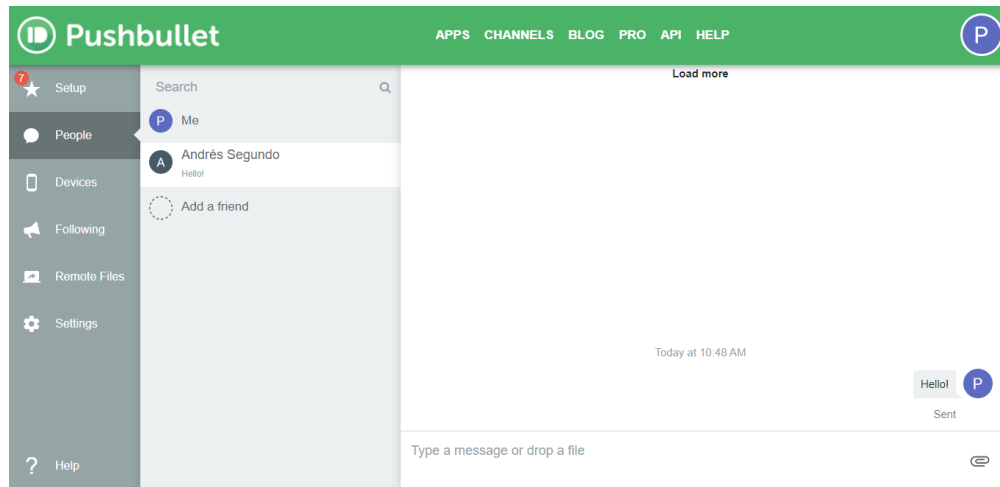 Pushbullet
APPS CHANNELS BLOG PRO API HELP
P
7
Setup
People
Devices
Following
Remote Files
Settings
Help
Search
P Me
A Andrés Segundo
Hello!
Add a friend
Load more
Today at 10:48 AM
Hello! P
Sent
Type a message or drop a file